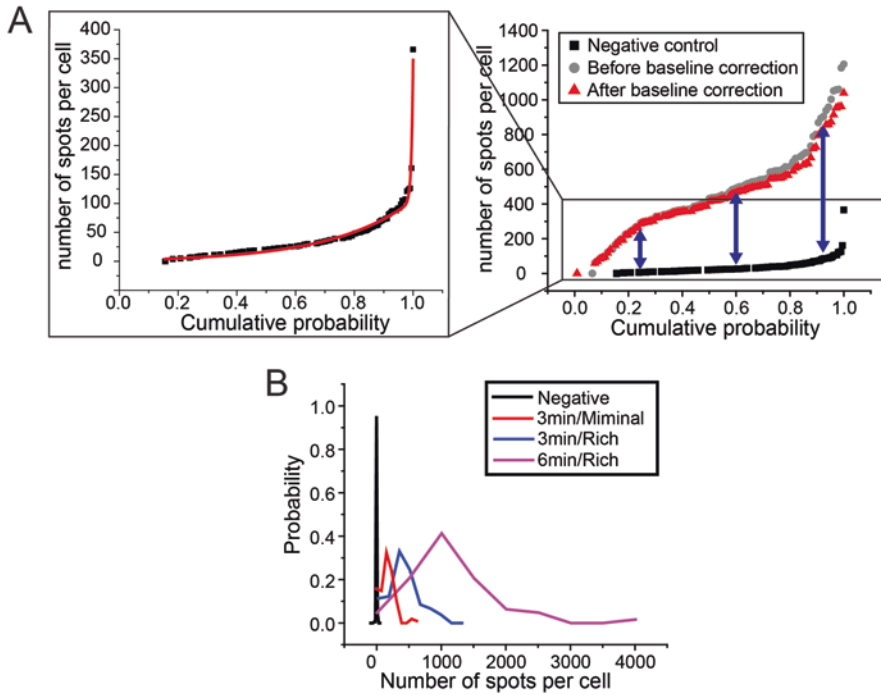 A
number of spots per cell
400
350
300
250
200
150
100
50
0
0.0 0.2 0.4 0.6 0.8 1.0
Cumulative probability
number of spots per cell
1400
1200
1000
800
600
400
200
0
Negative control
Before baseline correction
After baseline correction
0.0 0.2 0.4 0.6 0.8 1.0
Cumulative probability
B
Probability
1.0
0.8
0.6
0.4
0.2
0.0
Negative
3min/Miminal
3min/Rich
6min/Rich
0 1000 2000 3000 4000
Number of spots per cell